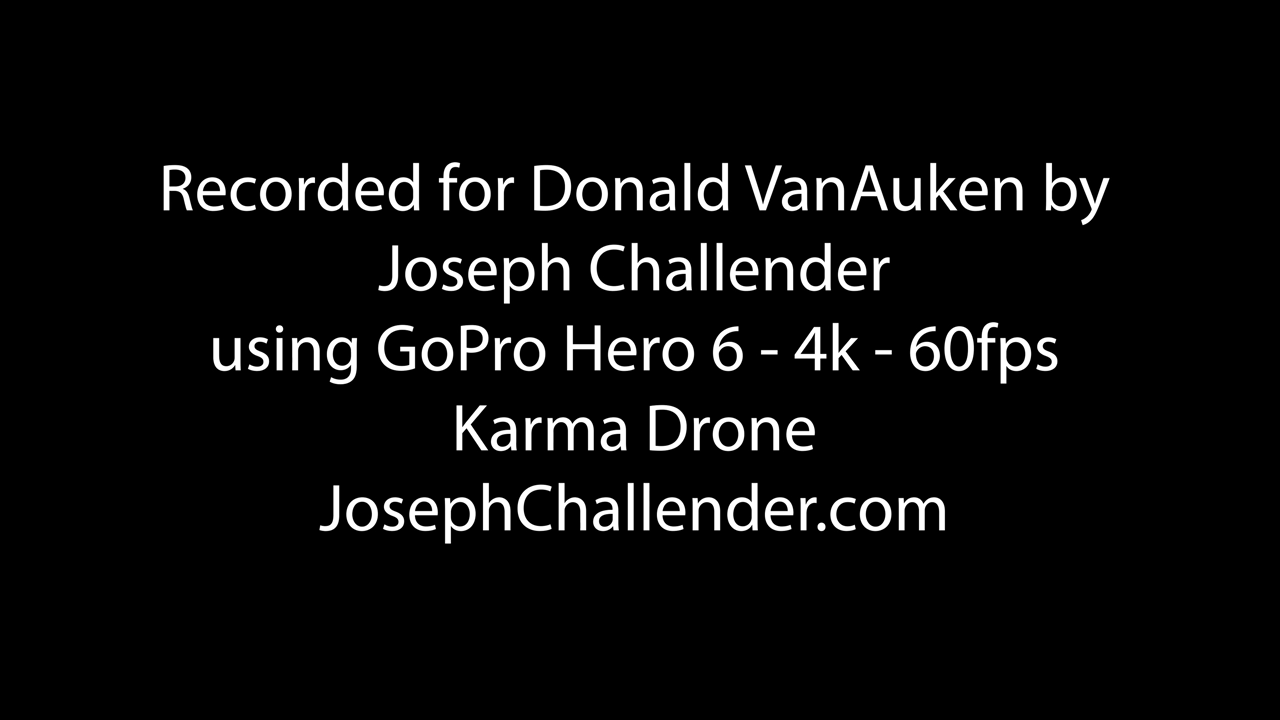 Recorded for Donald VanAuken by
Joseph Challender
using GoPro Hero 6 - 4k - 60fps
Karma Drone
JosephChallender.com